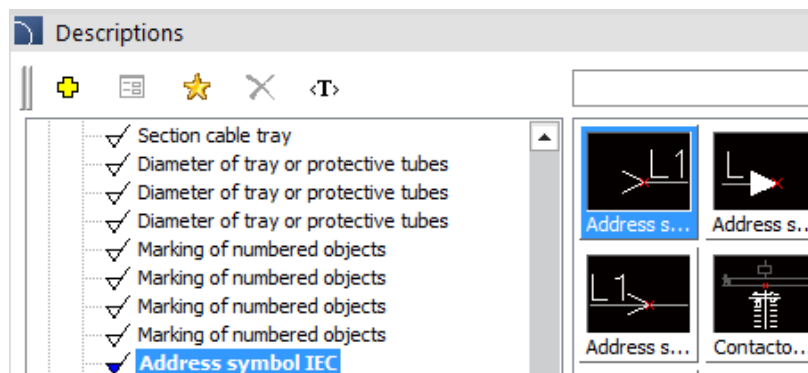 Descriptions
<T>
Section cable tray
Diameter of tray or protective tubes
Diameter of tray or protective tubes
Diameter of tray or protective tubes
Marking of numbered objects
Marking of numbered objects
Marking of numbered objects
Marking of numbered objects
Address symbol IEC
L1
L
Address s...
Address s...
L1
Address s...
Contacto...